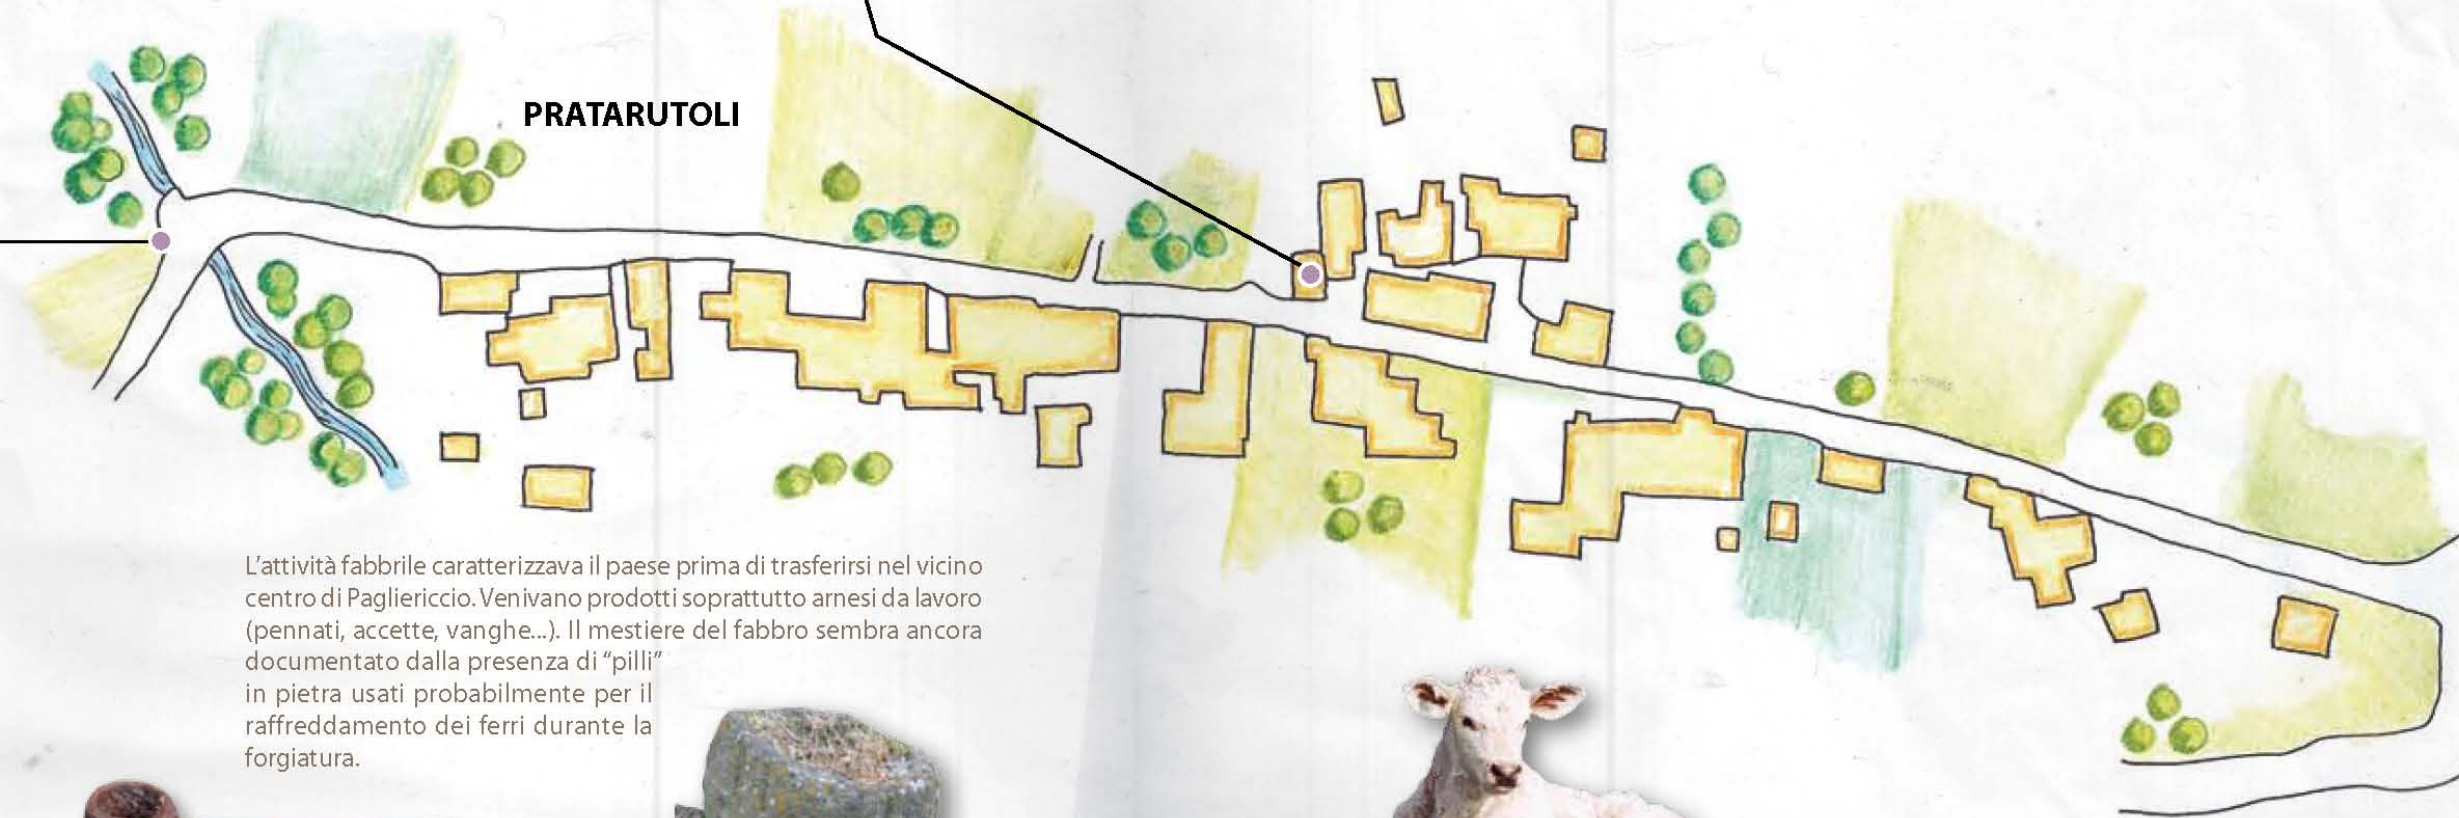 PRATARUTOLI
L'attività fabbrile caratterizzava il paese prima di trasferirsi nel vicino
centro di Pagliericcio. Venivano prodotti soprattutto arnesi da lavoro
(pennati, accette, vanghe...). Il mestiere del fabbro sembra ancora
documentato dalla presenza di "pilli"
in pietra usati probabilmente per il
raffreddamento dei ferri durante la
forgiatura.